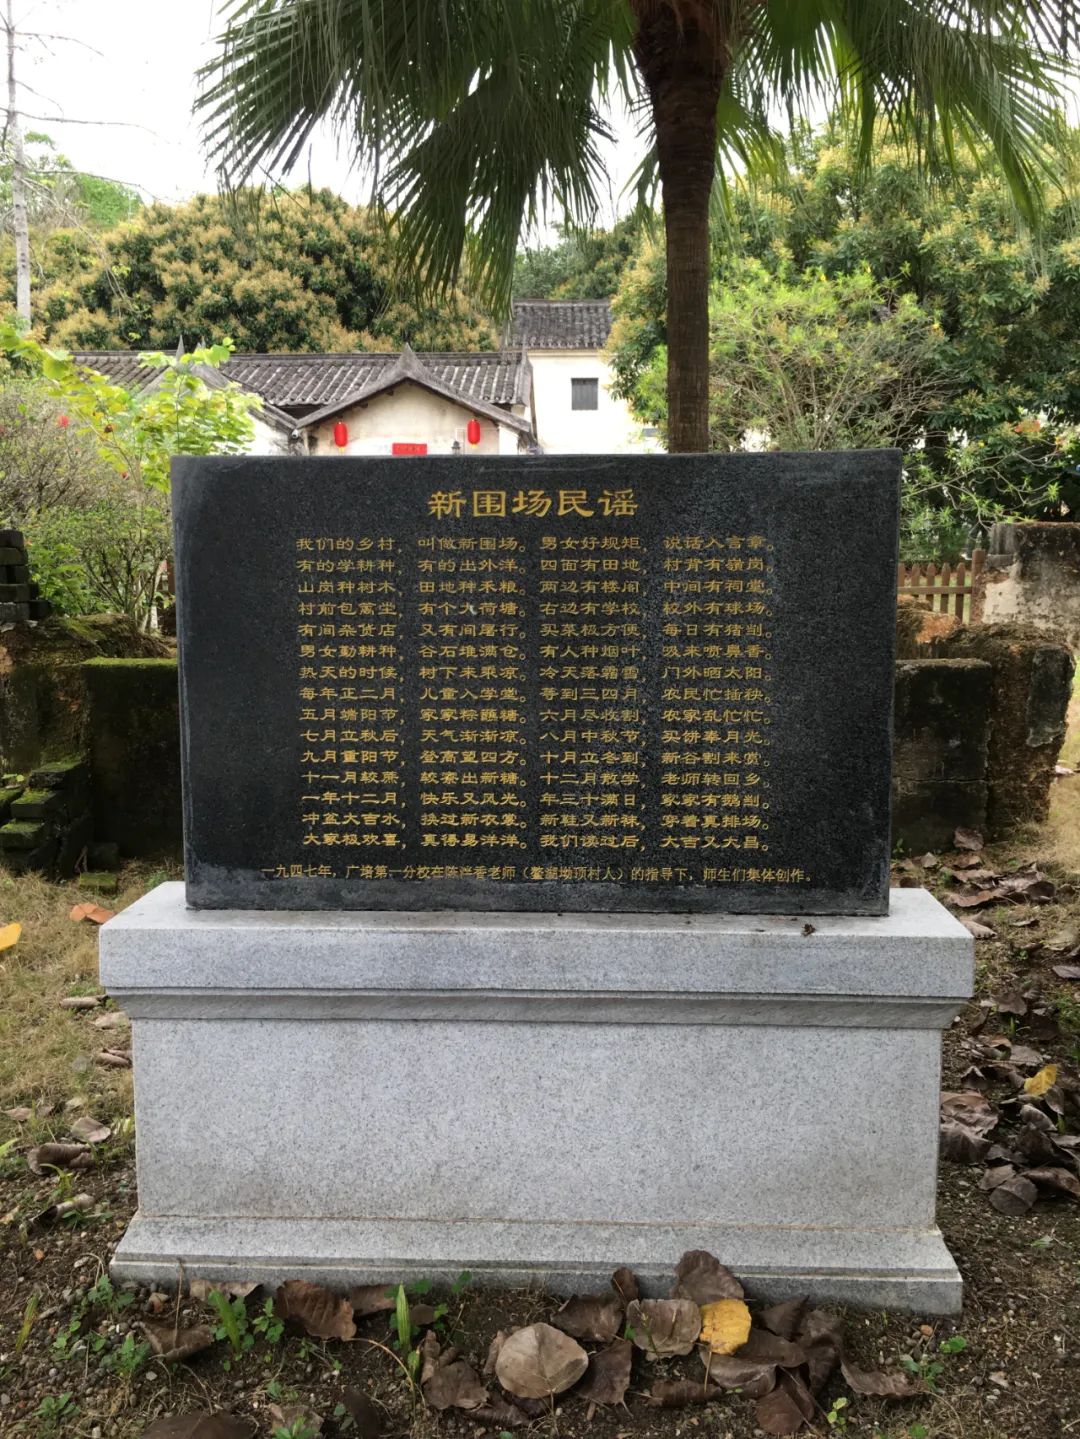 新围场民谣
我们的乡村，叫做新围场。男女好规矩，说话入言章。
有的学耕种，有的出外洋。四面有田地，村背有嶺岗。
山岗种树木，田地种禾粮。两边有楼阁，中间有祠堂。
村前包蒿坣，有个大荷塘。右边有学校，校外有球场。
有间杂货店，又有间屠行。买菜极方便，每日有猪㓥。
男女勤耕种，谷石堆满仓。有人种烟叶，吸来喷鼻香。
热天的时候，树下来乘凉。冷天落霜雪，门外晒太阳。
每年正二月，儿童入学堂。等到三四月，农民忙插秧。
五月端阳节，家家粽蘸糖。六月尽收割，农家乱忙忙。
七月立秋后，天气渐渐凉。八月中秋节，买饼奉月光。
九月重阳节，登高望四方。十月立冬到，新谷割来赏。
十一月较蔗，较寮出新糖。十二月散学，老师转回乡。
一年十二月，快乐又风光。年三十满日，家家有鹅㓥。
冲盆大吉水，换过新衣裳。新鞋又新袜，穿着真排场。
大家极欢喜，真得易洋洋。我们读过后，大吉又大昌。
一九四七年，广培第一分校在陈洋香老师（鳌湖坳顶村人）的指导下，师生们集体创作。